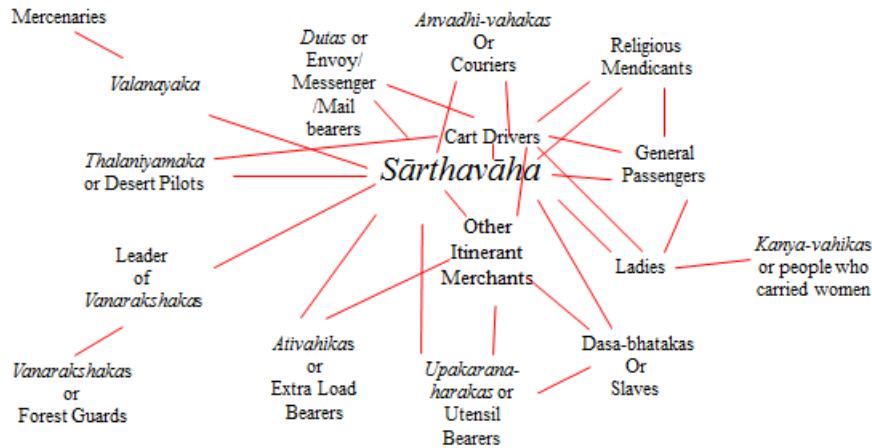 Mercenaries
Valanayaka
Dutas or
Envoy/
Messenger
/Mail
bearers
Anvadhi-vahakas
Or
Couriers
Religious
Mendicants
Cart Drivers
Thalaniyamaka
or Desert Pilots
Sārthavāha
General
Passengers
Other
Itinerant
Merchants
Leader
of
Vanarakshakas
Ladies
Kanya-vahikas
or people who
carried women
Vanarakshakas
or
Forest Guards
Ativahikas
or
Extra Load
Bearers
Upakarana-
harakas or
Utensil
Bearers
Dasa-bhatakas
Or
Slaves